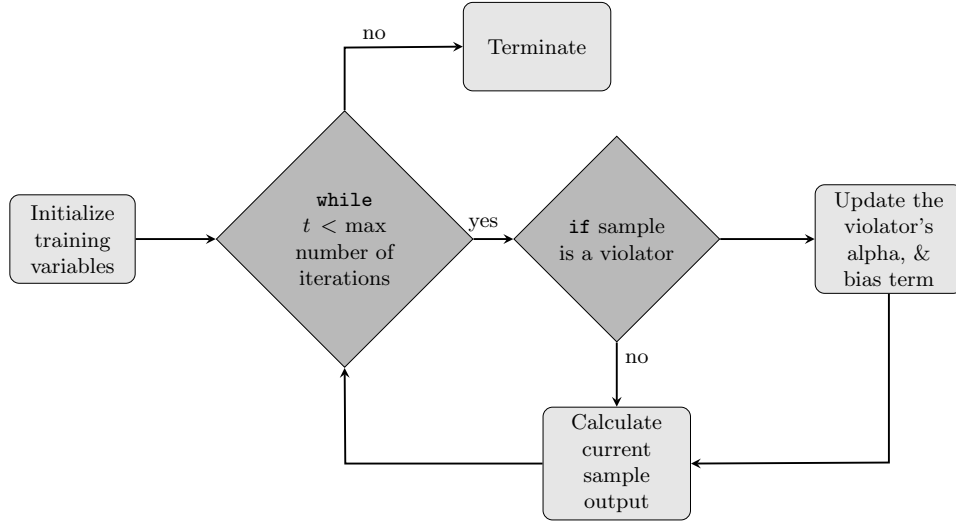 no
Terminate
Initialize
training
variables
while
t < max
number of
iterations
yes
if sample
is a violator
Update the
violator's
alpha, &
bias term
no
Calculate
current
sample
output